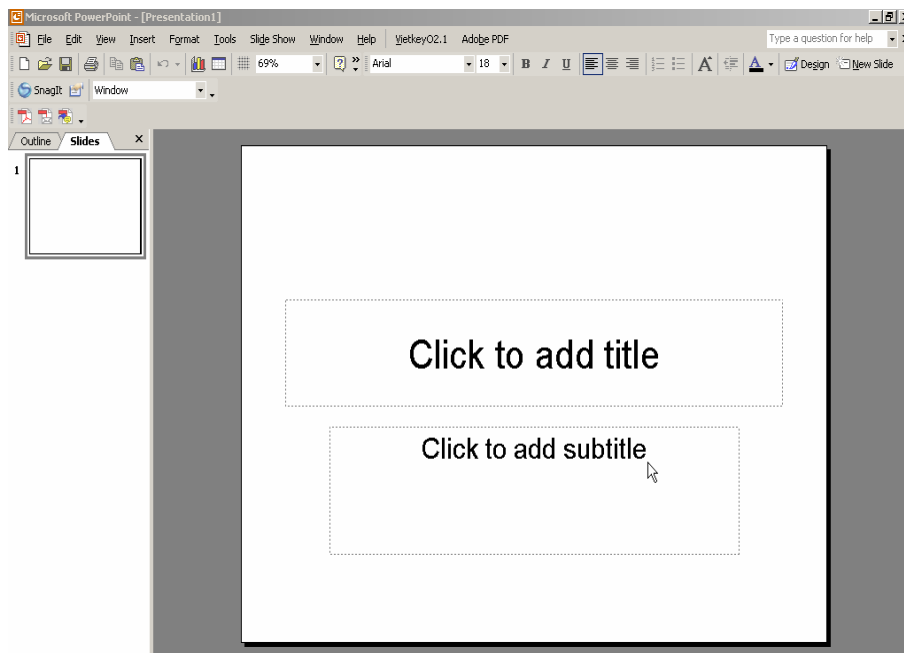 Microsoft PowerPoint - [Presentation1]
File Edit View Insert Format Tools Slide Show Window Help Vietkey02.1 Adobe PDF Type a question for help
69% Arial 18 B I U A A Design New Slide
SnagIt Window
Outline Slides
1
Click to add title
Click to add subtitle